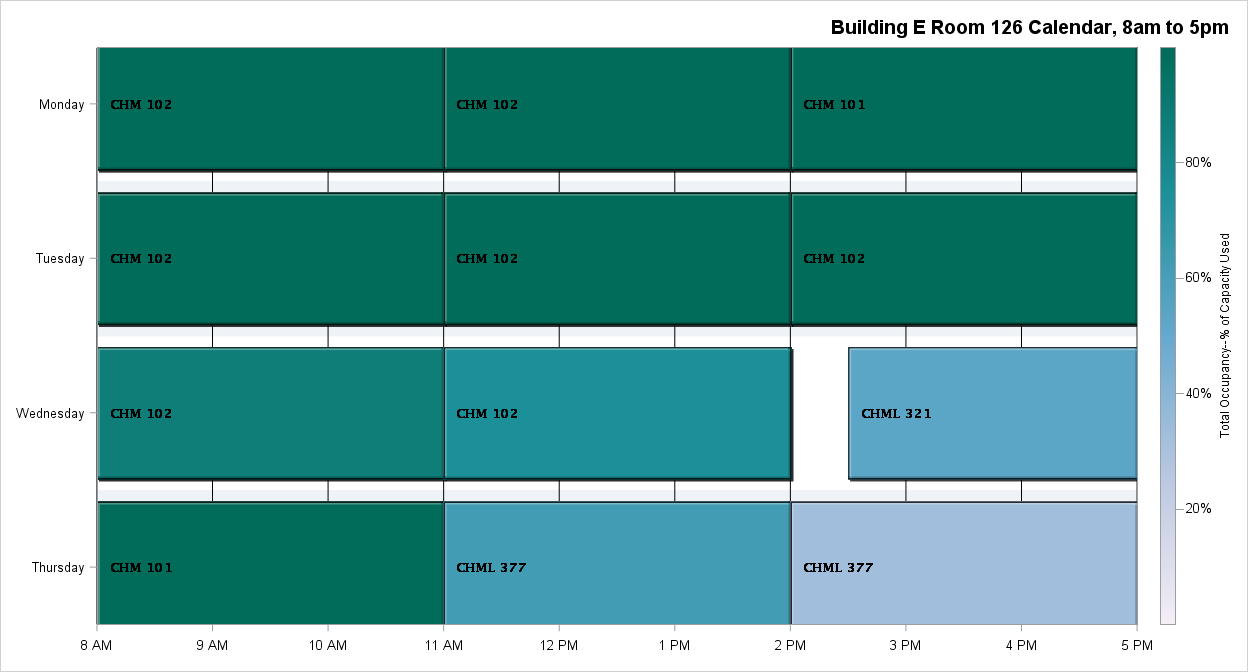 Building E Room 126 Calendar, 8am to 5pm
Monday
CHM 102
CHM 102
CHM 101
80%
Tuesday
CHM 102
CHM 102
CHM 102
60%
Total Occupancy--% of Capacity Used
40%
Wednesday
CHM 102
CHM 102
CHML 321
20%
Thursday
CHM 101
CHML 377
CHML 377
8 AM 9 AM 10 AM 11 AM 12 PM 1 PM 2 PM 3 PM 4 PM 5 PM